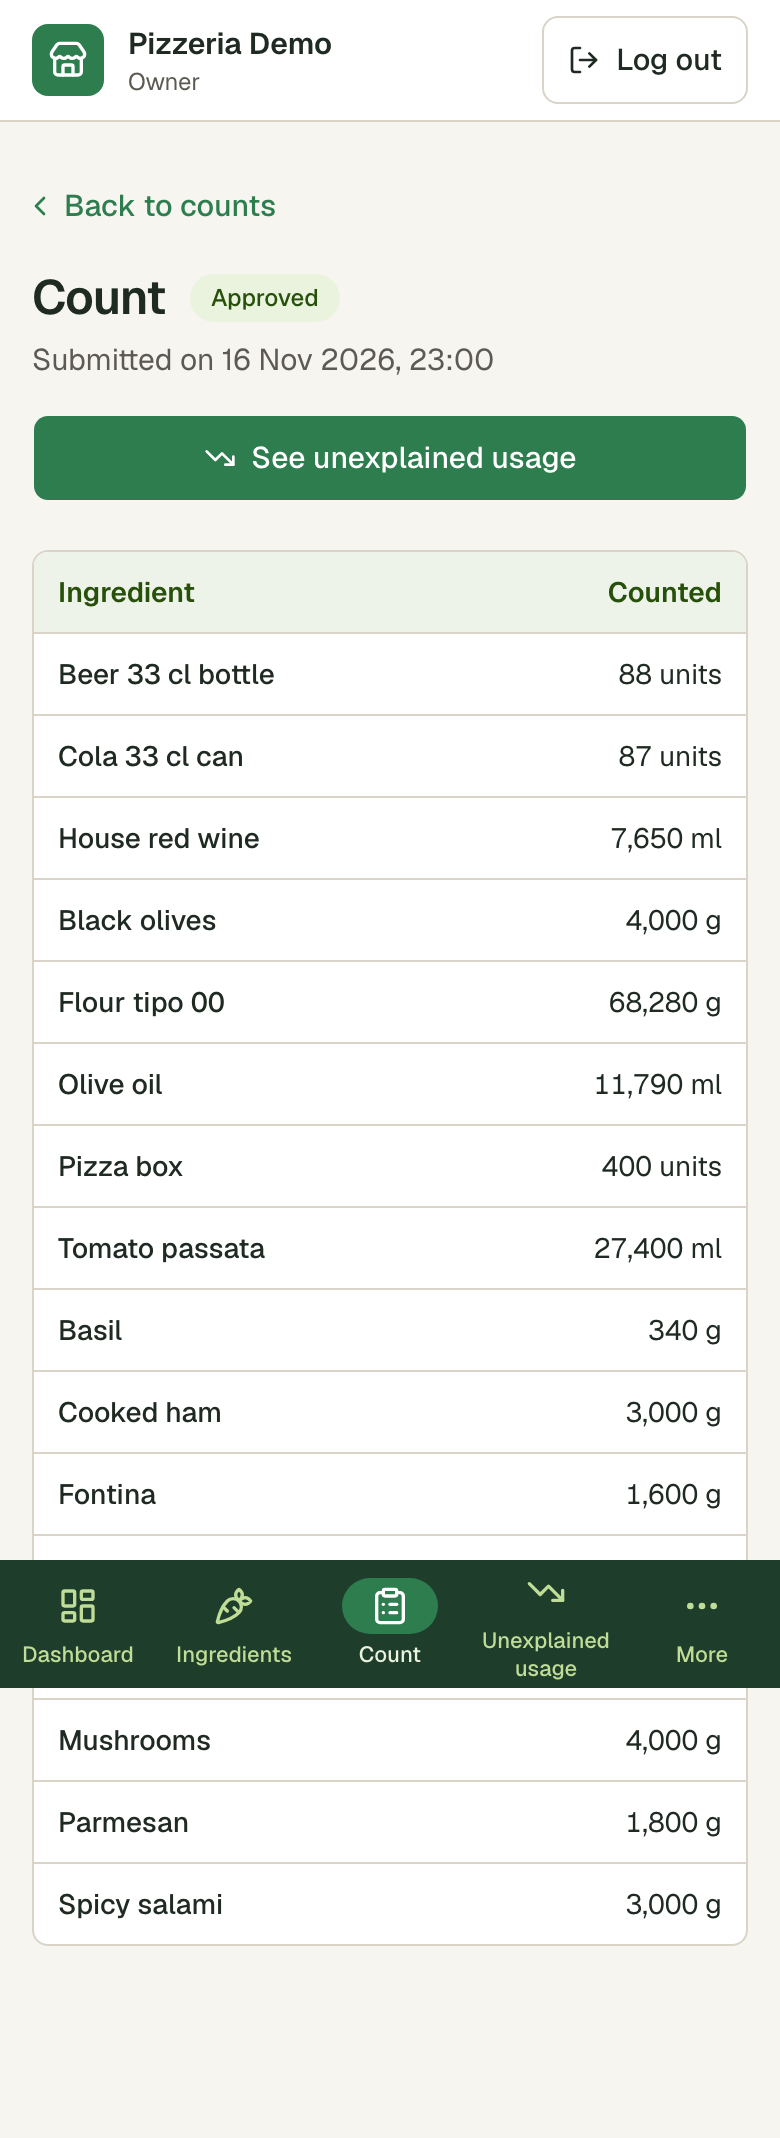 Pizzeria Demo
Owner
Log out
Back to counts
Count
Approved
Submitted on 16 Nov 2026, 23:00
See unexplained usage
Ingredient Counted
Beer 33 cl bottle 88 units
Cola 33 cl can 87 units
House red wine 7,650 ml
Black olives 4,000 g
Flour tipo 00 68,280 g
Olive oil 11,790 ml
Pizza box 400 units
Tomato passata 27,400 ml
Basil 340 g
Cooked ham 3,000 g
Fontina 1,600 g
Dashboard
Ingredients
Count
Unexplained
usage
More
Mushrooms 4,000 g
Parmesan 1,800 g
Spicy salami 3,000 g